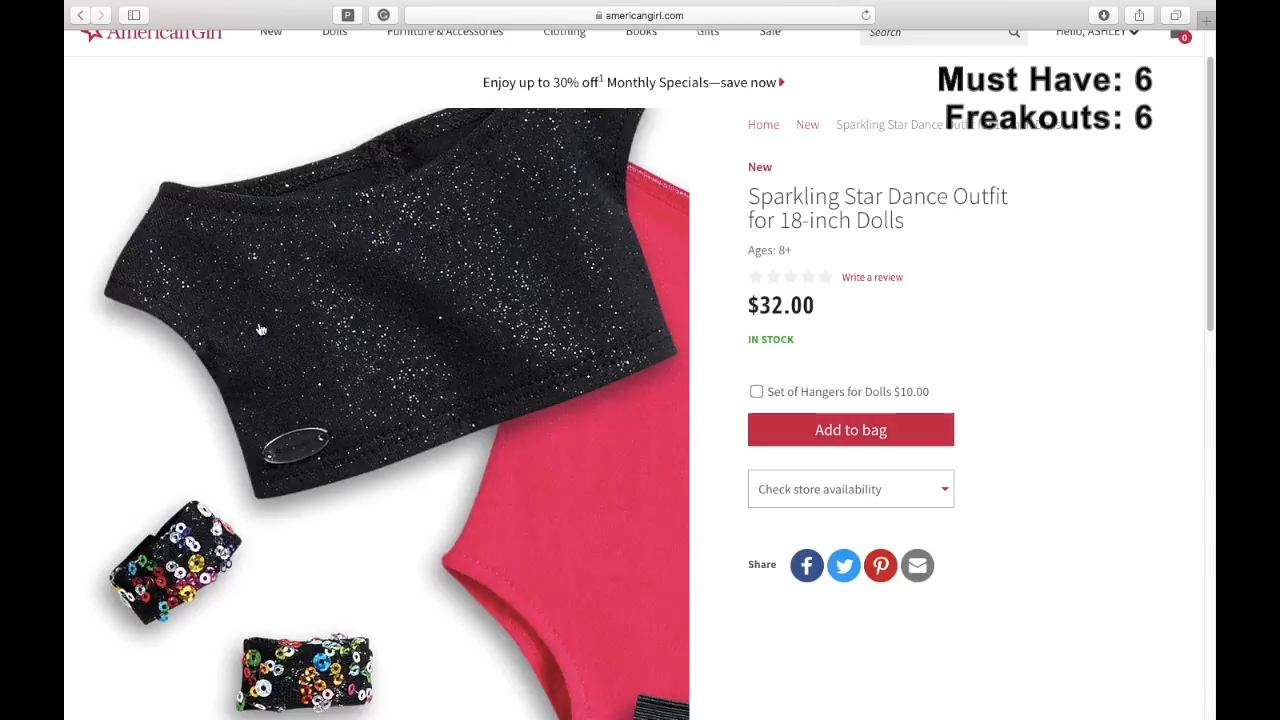 P
G
americangirl.com
American Girl
New
Dolls
Furniture & Accessories
Clothing
Books
Gifts
Sale
Search
Hello, ASHLEY
0
Enjoy up to 30% off¹ Monthly Specials—save now
Must Have: 6
Freakouts: 6
Home New Sparkling Star Dance
New
Sparkling Star Dance Outfit
for 18-inch Dolls
Ages: 8+
Write a review
$32.00
IN STOCK
Set of Hangers for Dolls $10.00
Add to bag
Check store availability
Share